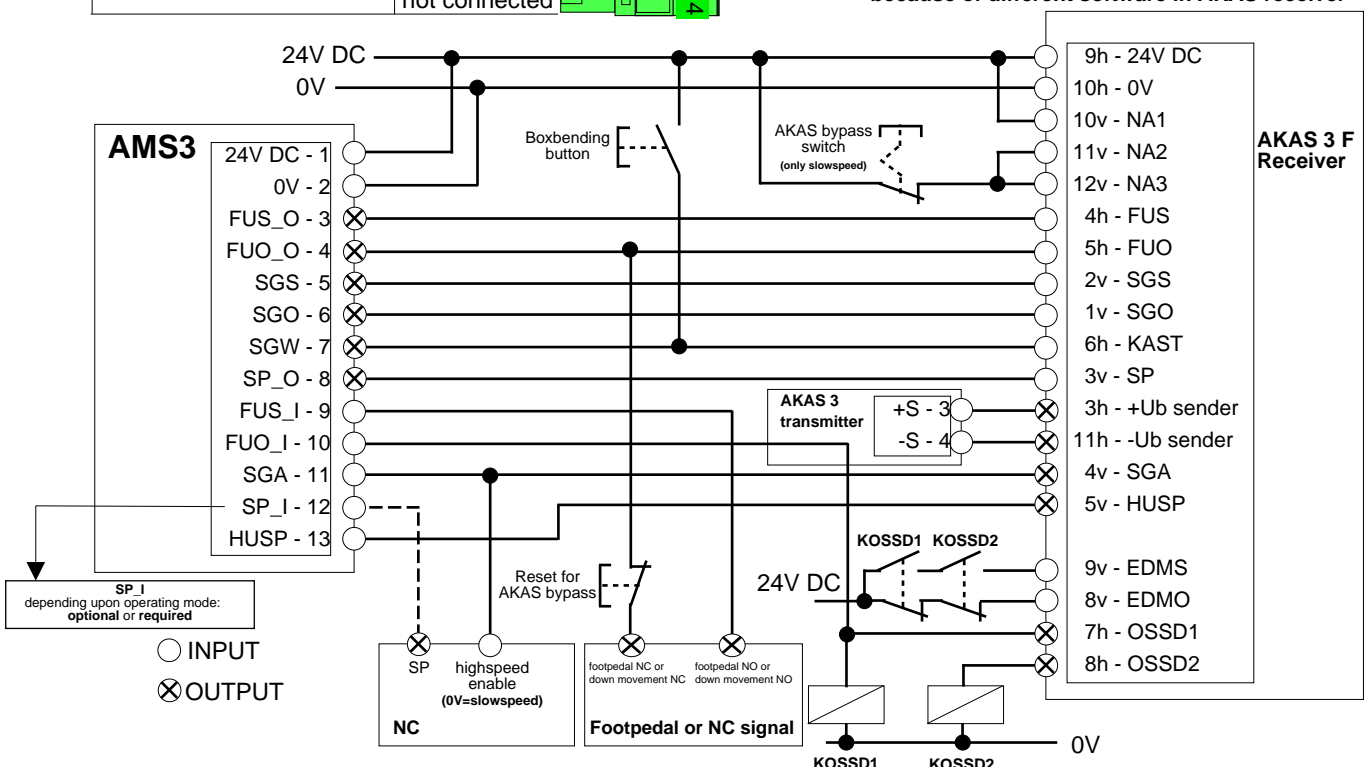 not connected
4
because of different software in AKAS receiver
24V DC
0V
AMS3
24V DC - 1
0V - 2
FUS_O - 3
FUO_O - 4
SGS - 5
SGO - 6
SGW - 7
SP_O - 8
FUS_I - 9
FUO_I - 10
SGA - 11
SP_I - 12
HUSP - 13
Boxbending
button
AKAS bypass
switch
(only slowspeed)
9h - 24V DC
10h - 0V
10v - NA1
11v - NA2
12v - NA3
4h - FUS
5h - FUO
2v - SGS
1v - SGO
6h - KAST
3v - SP
3h - +Ub sender
11h - -Ub sender
4v - SGA
5v - HUSP
9v - EDMS
8v - EDMO
7h - OSSD1
8h - OSSD2
AKAS 3 F
Receiver
AKAS 3
transmitter
+S - 3
-S - 4
KOSSD1 KOSSD2
24V DC
Reset for
AKAS bypass
SP_I
depending upon operating mode:
optional or required
INPUT
OUTPUT
SP
highspeed
enable
(0V=slowspeed)
NC
footpedal NC or
down movement NC
footpedal NO or
down movement NO
Footpedal or NC signal
0V
KOSSD1
KOSSD2